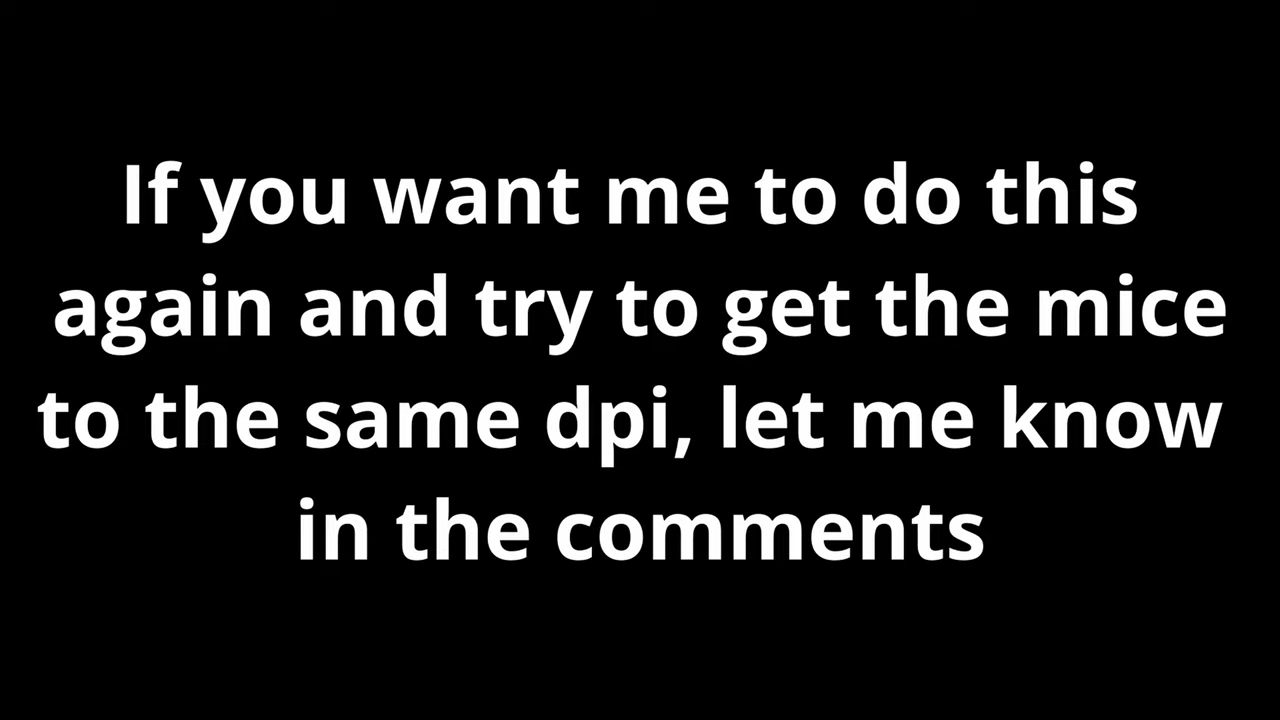 If you want me to do this
again and try to get the mice
to the same dpi, let me know
in the comments